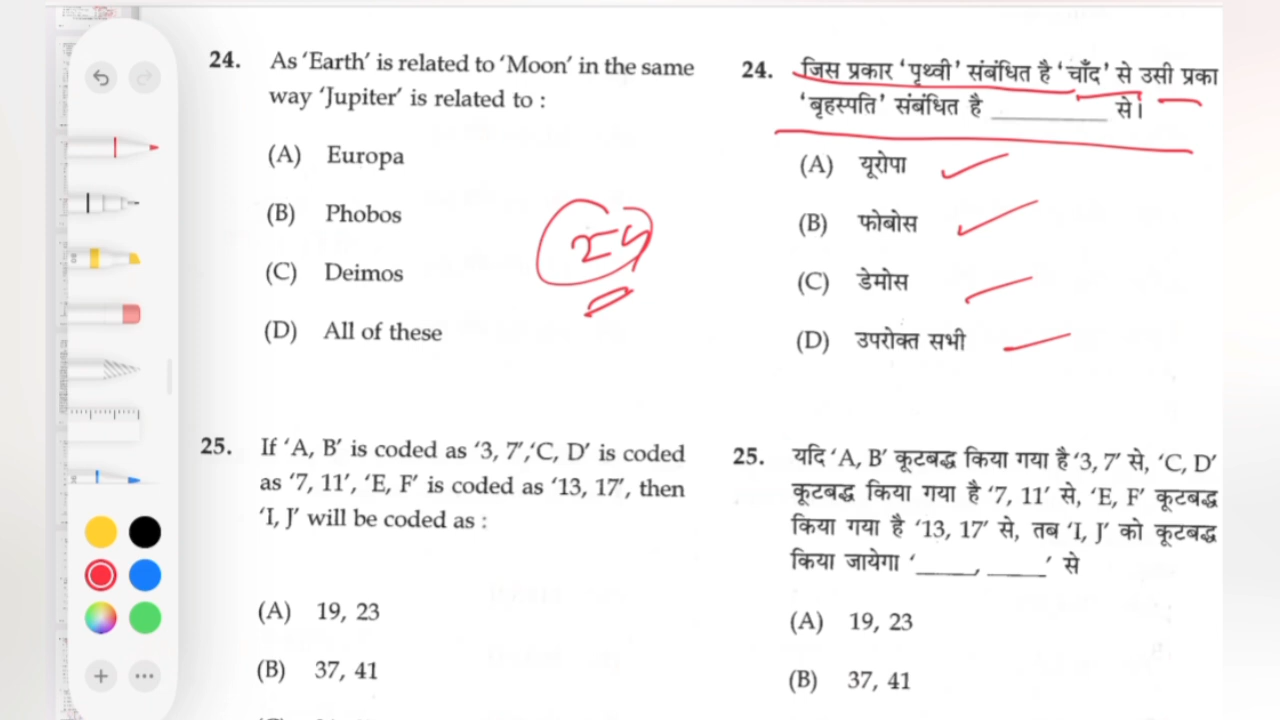 24. As ‘Earth’ is related to ‘Moon’ in the same
way ‘Jupiter’ is related to :
(A) Europa
(B) Phobos
(C) Deimos
(D) All of these
24. जिस प्रकार ‘पृथ्वी’ संबंधित है ‘चाँद’ से उसी प्रका
‘बृहस्पति’ संबंधित है __________ से।
(A) यूरोपा
(B) फोबोस
(C) डेमोस
(D) उपरोक्त सभी
25. If ‘A, B’ is coded as ‘3, 7’,‘C, D’ is coded
as ‘7, 11’, ‘E, F’ is coded as ‘13, 17’, then
‘I, J’ will be coded as :
(A) 19, 23
(B) 37, 41
25. यदि ‘A, B’ कूटबद्ध किया गया है ‘3, 7’ से, ‘C, D’
कूटबद्ध किया गया है ‘7, 11’ से, ‘E, F’ कूटबद्ध
किया गया है ‘13, 17’ से, तब ‘I, J’ को कूटबद्ध
किया जायेगा ‘_____, _____’ से
(A) 19, 23
(B) 37, 41